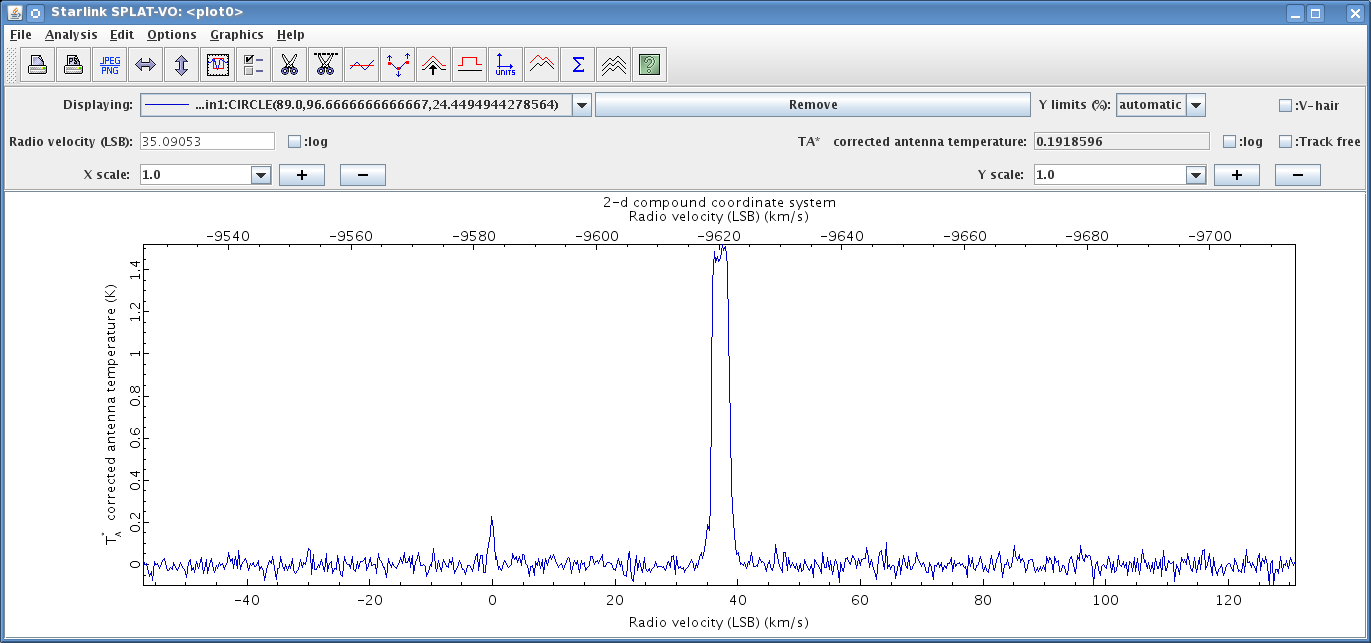 Starlink SPLAT-VO: <plot0>
File Analysis Edit Options Graphics Help
PS JPEG PNG UNITS Σ ?
Displaying: ...in1:CIRCLE(89.0,96.6666666666667,24.4494944278564) Remove Y limits (%): automatic :V-hair
Radio velocity (LSB): 35.09053 :log TA* corrected antenna temperature: 0.1918596 :log :Track free
X scale: 1.0 + − Y scale: 1.0 + −
2-d compound coordinate system
Radio velocity (LSB) (km/s)
−9540 −9560 −9580 −9600 −9620 −9640 −9660 −9680 −9700
T_A* corrected antenna temperature (K)
1.4
1.2
1
0.8
0.6
0.4
0.2
0
−40 −20 0 20 40 60 80 100 120
Radio velocity (LSB) (km/s)